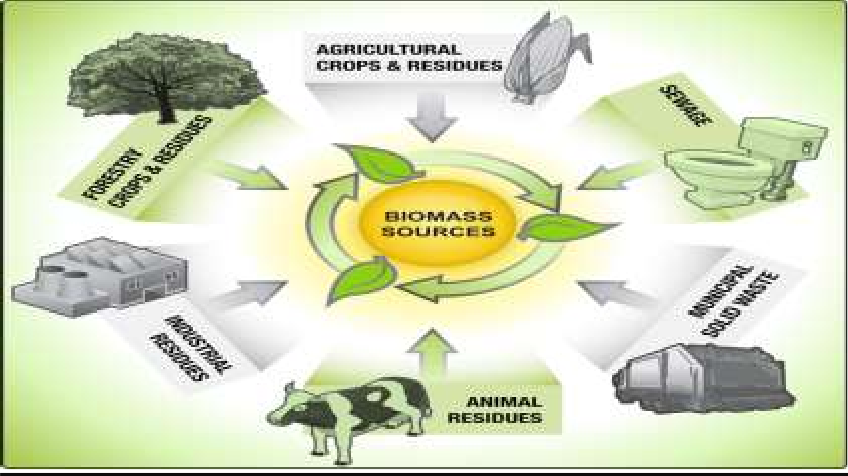 AGRICULTURAL
CROPS & RESIDUES
SEWAGE
FORESTRY
CROPS & RESIDUES
BIOMASS
SOURCES
MUNICIPAL
SOLID WASTE
INDUSTRIAL
RESIDUES
ANIMAL
RESIDUES